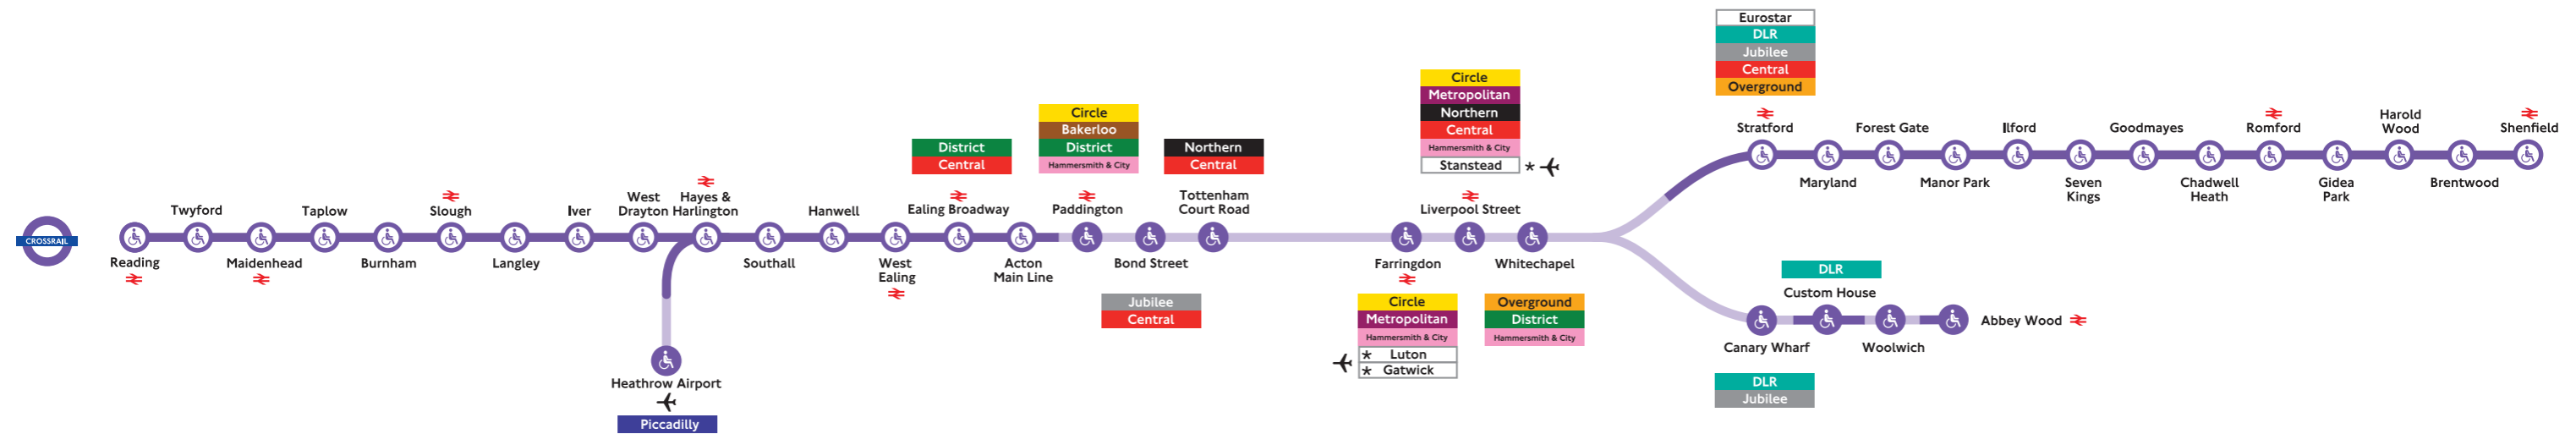 CROSSRAIL
Reading
Twyford
Maidenhead
Taplow
Burnham
Slough
Langley
Iver
West
Drayton
Hayes &
Harlington
Heathrow Airport
Piccadilly
Southall
Hanwell
West
Ealing
District
Central
Ealing Broadway
Acton
Main Line
Circle
Bakerloo
District
Hammersmith & City
Paddington
Bond Street
Jubilee
Central
Northern
Central
Tottenham
Court Road
Farringdon
Circle
Metropolitan
Hammersmith & City
* Luton
* Gatwick
Circle
Metropolitan
Northern
Central
Hammersmith & City
Stanstead *
Liverpool Street
Whitechapel
Overground
District
Hammersmith & City
Eurostar
DLR
Jubilee
Central
Overground
Stratford
Maryland
Forest Gate
Manor Park
Ilford
Seven
Kings
Goodmayes
Chadwell
Heath
Romford
Gidea
Park
Harold
Wood
Brentwood
Shenfield
Canary Wharf
DLR
Jubilee
DLR
Custom House
Woolwich
Abbey Wood